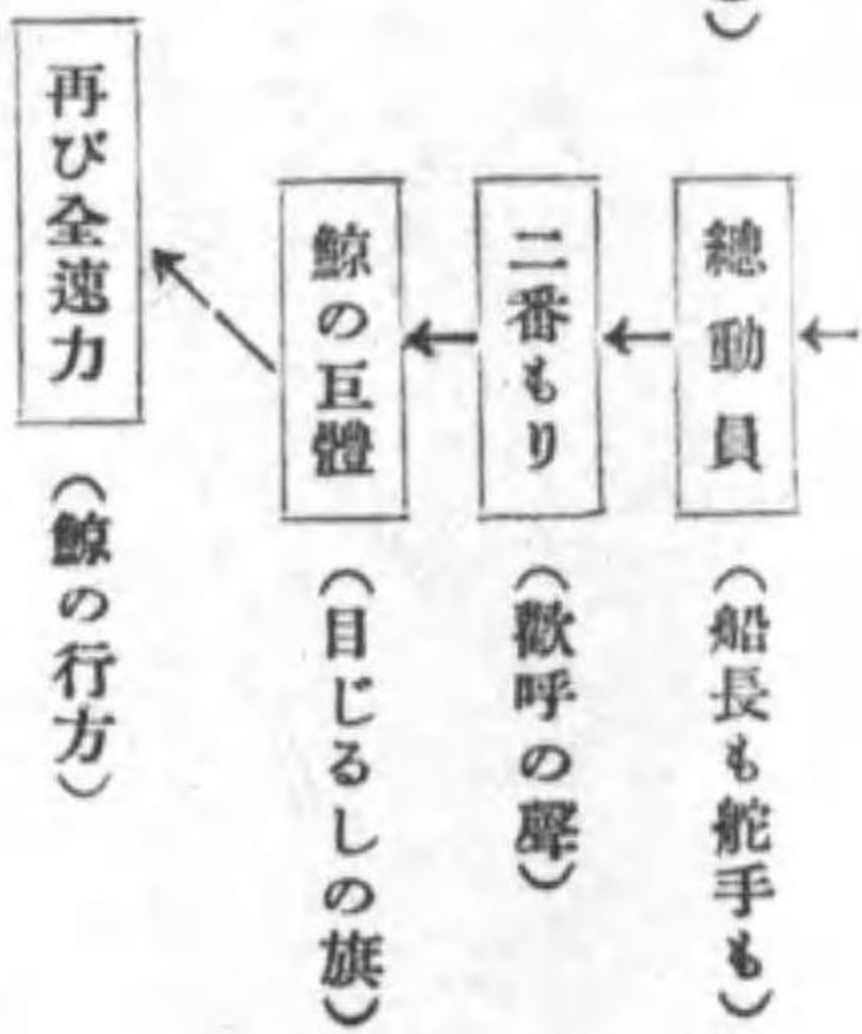 ）
總動員
（船長も舵手も）
二番もり
（歡呼の聲）
鯨の巨體
（目じるしの旗）
再び全速力
（鯨の行方）